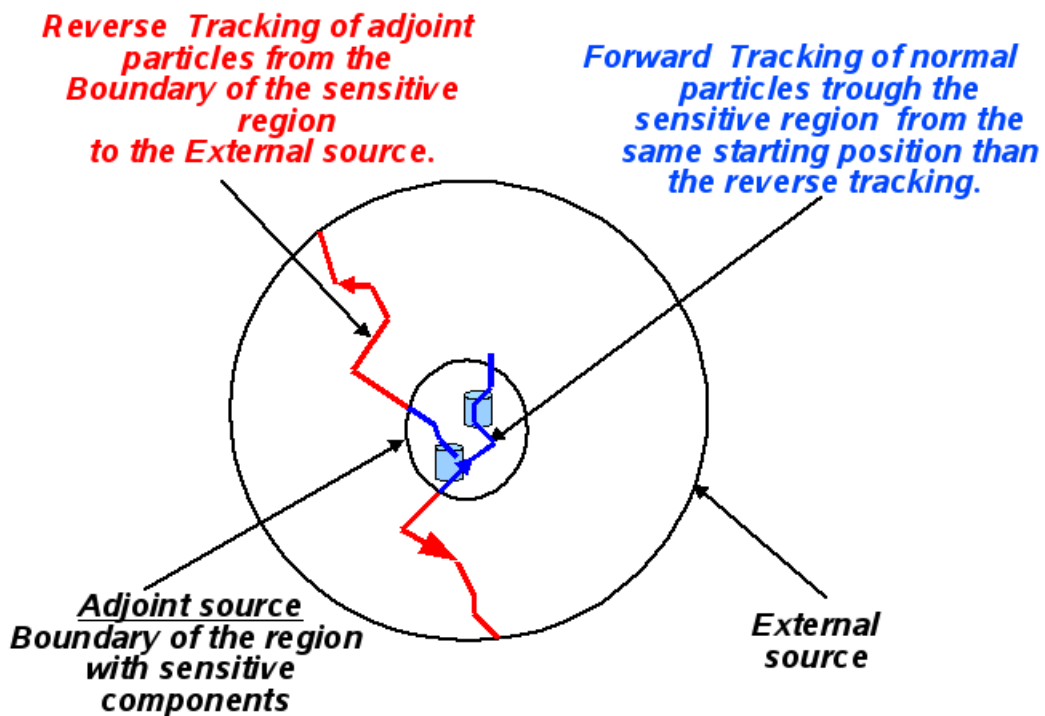 Reverse Tracking of adjoint
particles from the
Boundary of the sensitive
region
to the External source.
Forward Tracking of normal
particles trough the
sensitive region from the
same starting position than
the reverse tracking.
Adjoint source
Boundary of the region
with sensitive
components
External
source